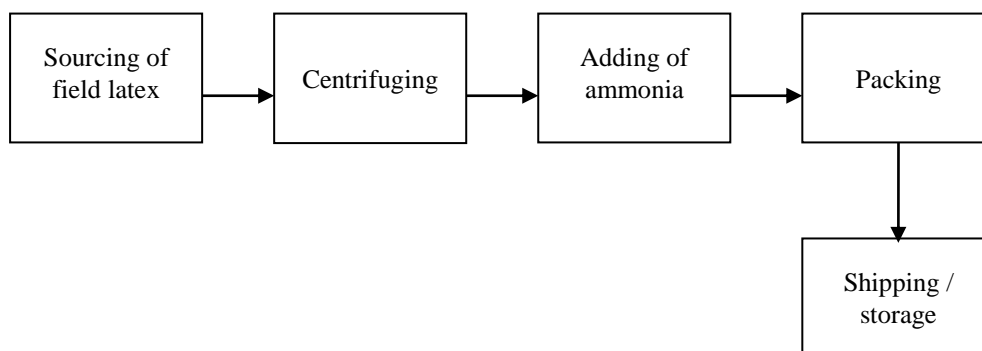 Sourcing of
field latex
Centrifuging
Adding of
ammonia
Packing
Shipping /
storage